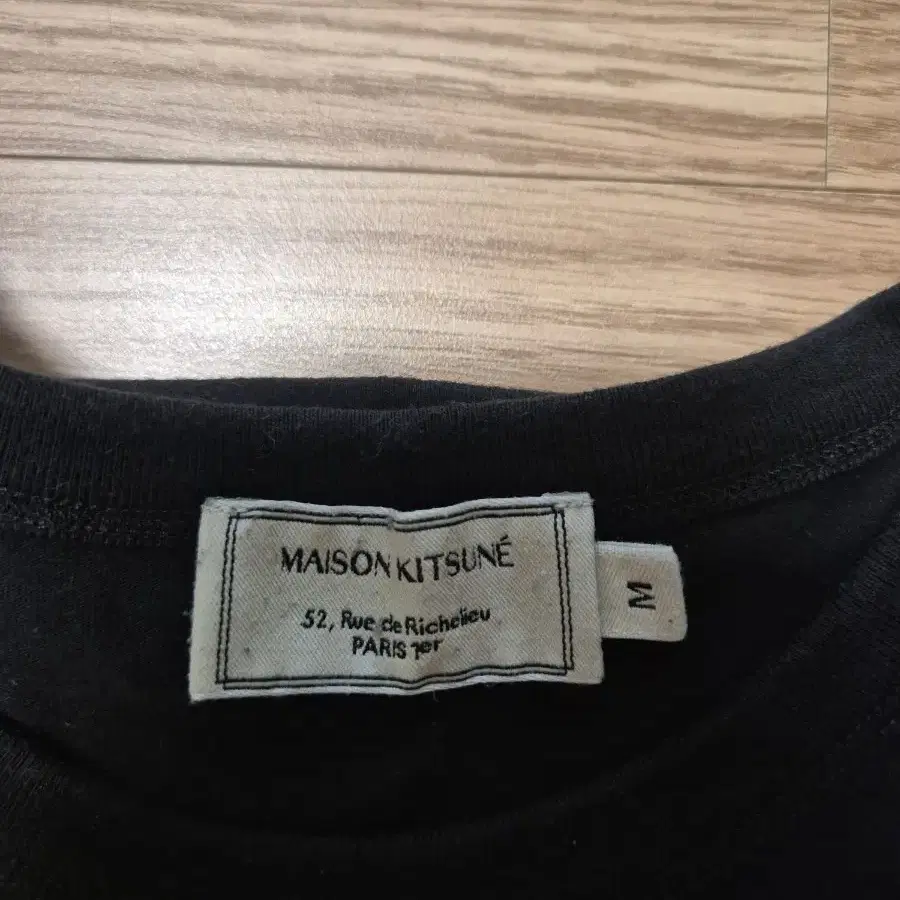 MAISON KITSUNÉ
52, Rue de Richelieu
PARIS 1er
M